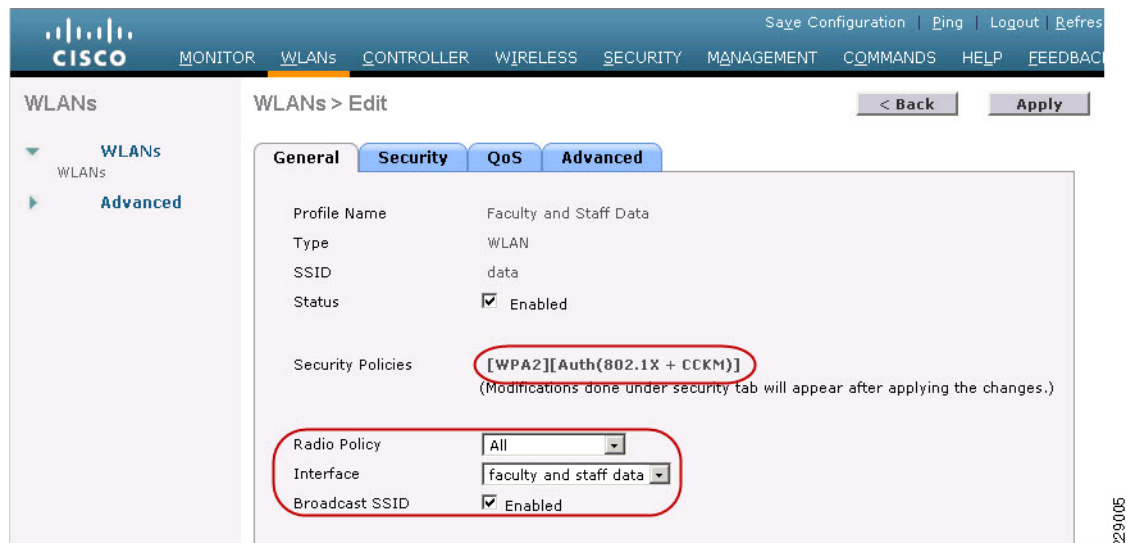 Save Configuration | Ping | Logout | Refres
CISCO MONITOR WLANs CONTROLLER WIRELESS SECURITY MANAGEMENT COMMANDS HELP FEEDBAC
WLANs
WLANs
WLANs
Advanced
WLANs > Edit
< Back Apply
General Security QoS Advanced
Profile Name Faculty and Staff Data
Type WLAN
SSID data
Status Enabled
Security Policies [WPA2][Auth(802.1X + CCKM)]
(Modifications done under security tab will appear after applying the changes.)
Radio Policy All
Interface faculty and staff data
Broadcast SSID Enabled
229005